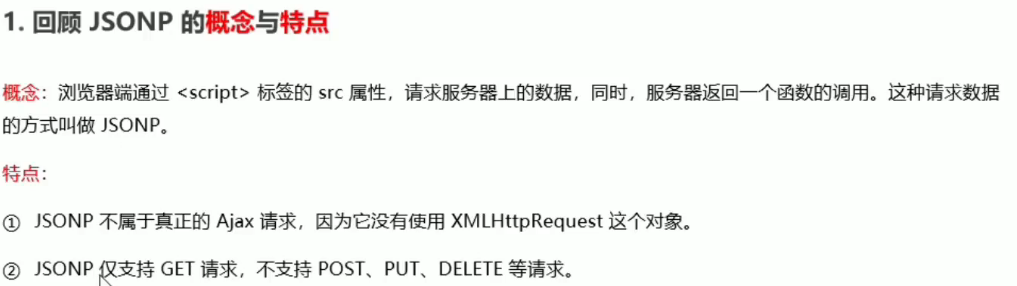 1. 回顾 JSONP 的概念与特点
概念：浏览器端通过 <script> 标签的 src 属性，请求服务器上的数据，同时，服务器返回一个函数的调用。这种请求数据
的方式叫做 JSONP。
特点：
① JSONP 不属于真正的 Ajax 请求，因为它没有使用 XMLHttpRequest 这个对象。
② JSONP 仅支持 GET 请求，不支持 POST、PUT、DELETE 等请求。